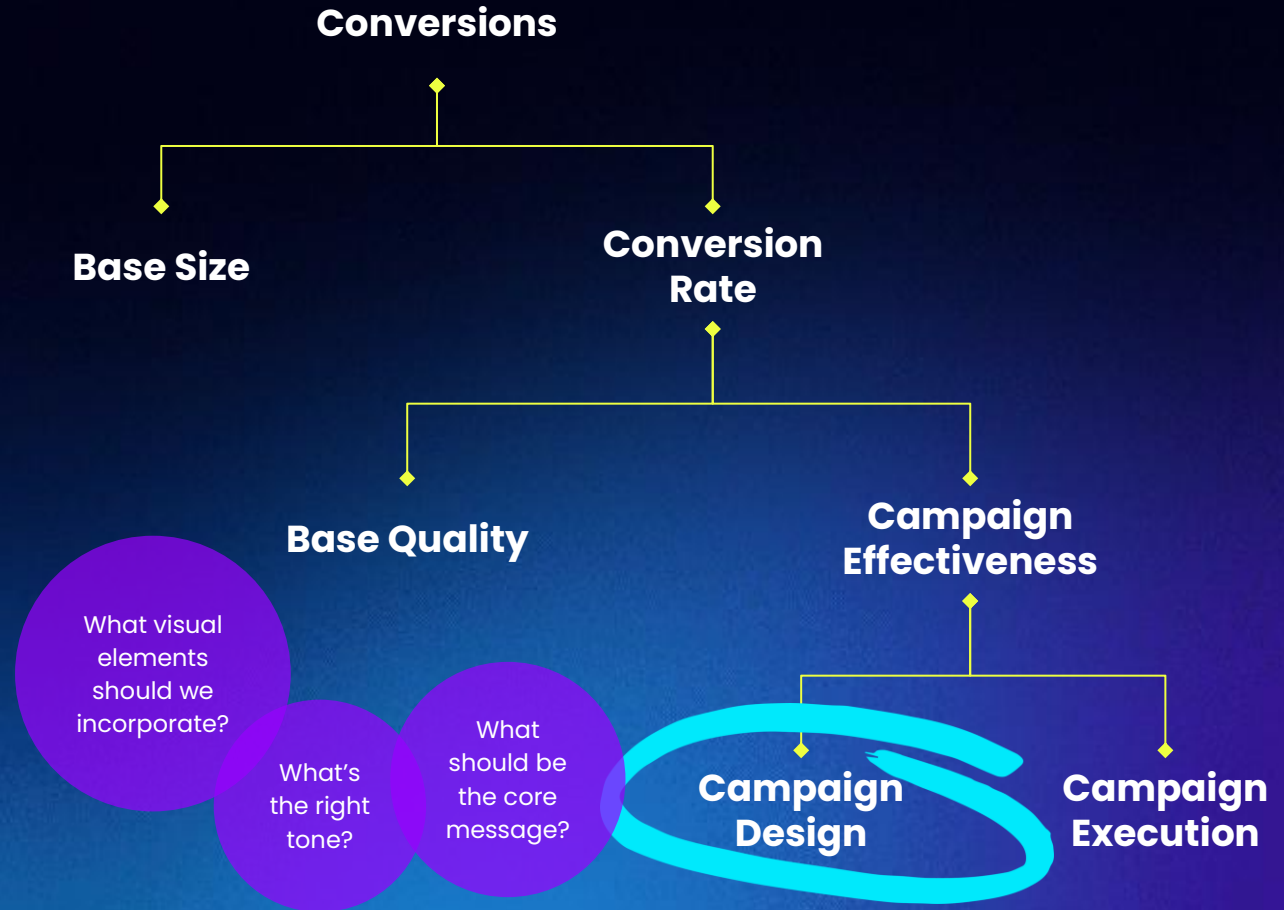 Conversions
Base Size
Conversion
Rate
Base Quality
Campaign
Effectiveness
What visual
elements
should we
incorporate?
What's
the right
tone?
What
should be
the core
message?
Campaign
Design
Campaign
Execution